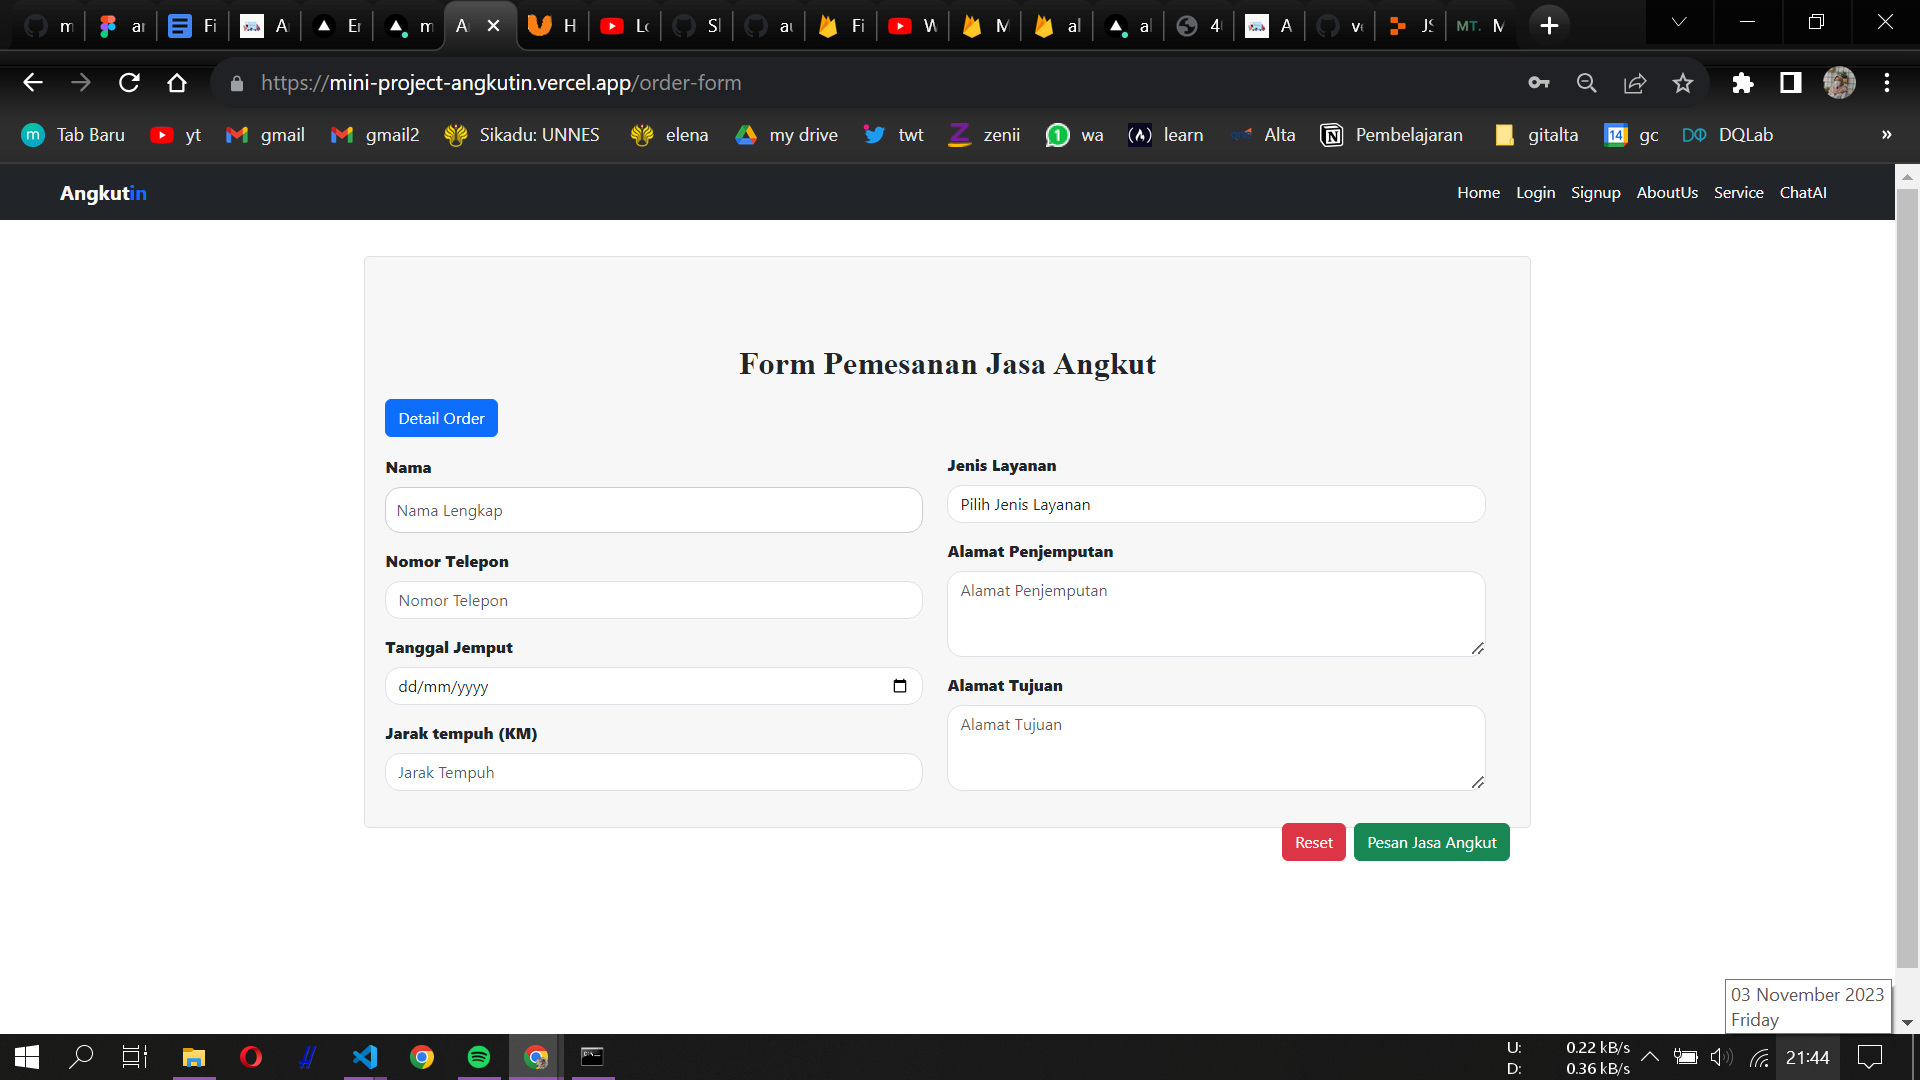 m
ar
Fi
A
Er
m
A
H
Lo
Sl
au
Fi
W
M
al
al
4
A
ve
JS
MT. M
https://mini-project-angkutin.vercel.app/order-form
Tab Baru
yt
gmail
gmail2
Sikadu: UNNES
elena
my drive
twt
zenii
1 wa
learn
Alta
Pembelajaran
gitalta
14 gc
DQLab
»
Angkutin
Home Login Signup AboutUs Service ChatAI
Form Pemesanan Jasa Angkut
Detail Order
Nama
Nama Lengkap
Nomor Telepon
Nomor Telepon
Tanggal Jemput
dd/mm/yyyy
Jarak tempuh (KM)
Jarak Tempuh
Jenis Layanan
Pilih Jenis Layanan
Alamat Penjemputan
Alamat Penjemputan
Alamat Tujuan
Alamat Tujuan
Reset
Pesan Jasa Angkut
03 November 2023
Friday
U: 0.22 kB/s
D: 0.36 kB/s
21:44